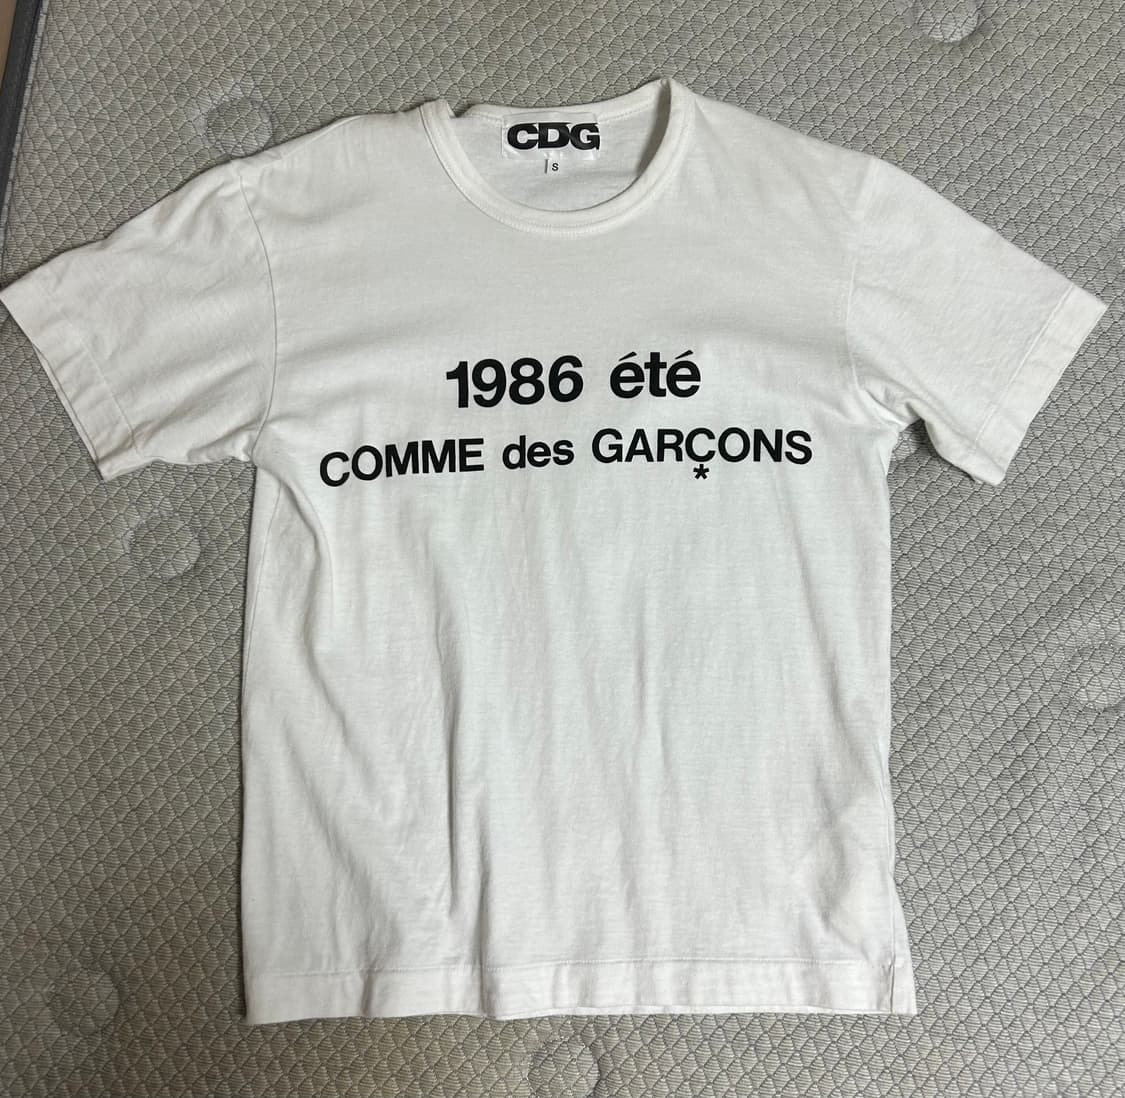 CDG
S
1986 été
COMME des GARÇONS
*